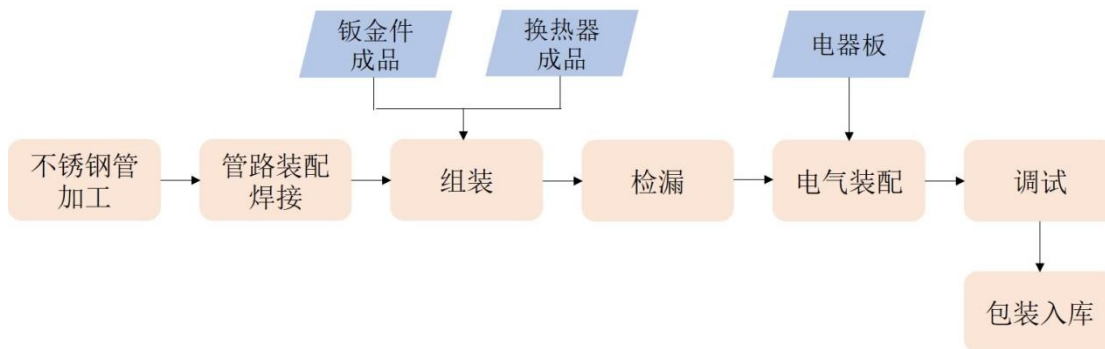 钣金件
成品
换热器
成品
电器板
不锈钢管
加工
管路装配
焊接
组装
检漏
电气装配
调试
包装入库